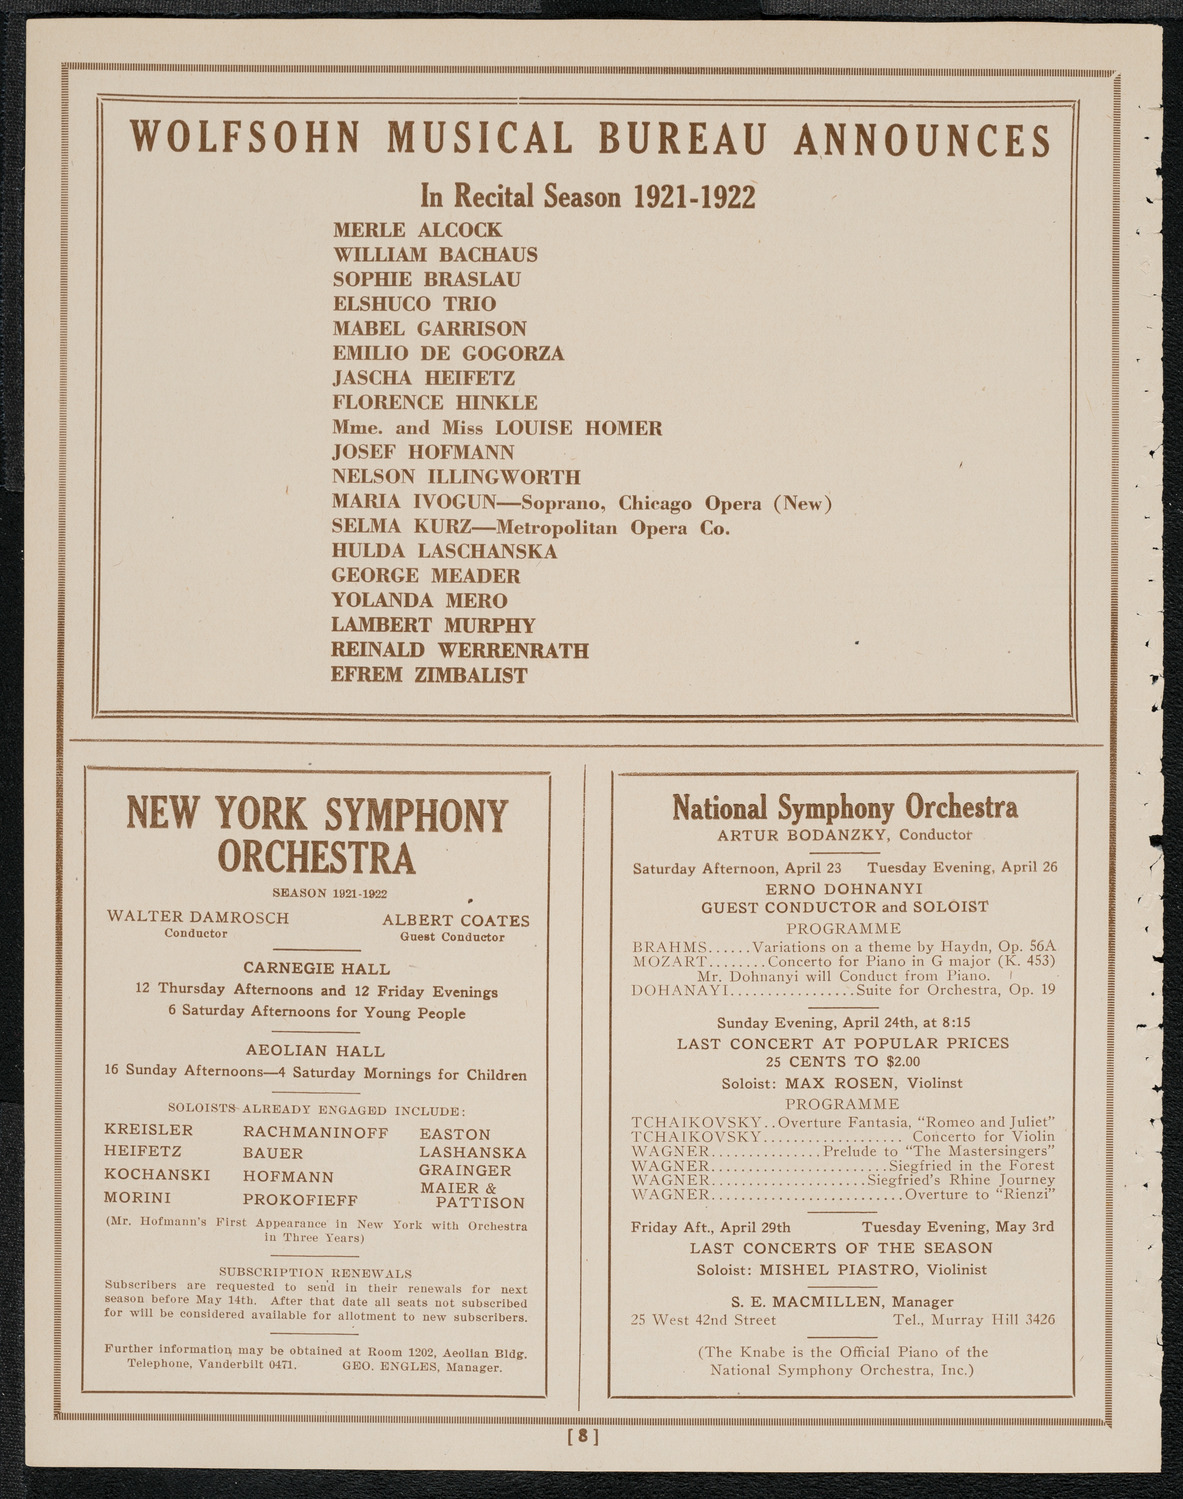 WOLFSOHN MUSICAL BUREAU ANNOUNCES
In Recital Season 1921-1922
MERLE ALCOCK
WILLIAM BACHAUS
SOPHIE BRASLAU
ELSHUCO TRIO
MABEL GARRISON
EMILIO DE GOGORZA
JASCHA HEIFETZ
FLORENCE HINKLE
Mme. and Miss LOUISE HOMER
JOSEF HOFMANN
NELSON ILLINGWORTH
MARIA IVOGUN—Soprano, Chicago Opera (New)
SELMA KURZ—Metropolitan Opera Co.
HULDA LASCHANSKA
GEORGE MEADER
YOLANDA MERO
LAMBERT MURPHY
REINALD WERRENRATH
EFREM ZIMBALIST
NEW YORK SYMPHONY
ORCHESTRA
SEASON 1921-1922
WALTER DAMROSCH ALBERT COATES
Conductor Guest Conductor
CARNEGIE HALL
12 Thursday Afternoons and 12 Friday Evenings
6 Saturday Afternoons for Young People
AEOLIAN HALL
16 Sunday Afternoons—4 Saturday Mornings for Children
SOLOISTS ALREADY ENGAGED INCLUDE:
KREISLER RACHMANINOFF EASTON
HEIFETZ BAUER LASHANSKA
KOCHANSKI HOFMANN GRAINGER
MORINI PROKOFIEFF MAIER &
PATTISON
(Mr. Hofmann's First Appearance in New York with Orchestra
in Three Years)
SUBSCRIPTION RENEWALS
Subscribers are requested to send in their renewals for next
season before May 14th. After that date all seats not subscribed
for will be considered available for allotment to new subscribers.
Further information may be obtained at Room 1202, Aeolian Bldg.
Telephone, Vanderbilt 0471. GEO. ENGLES, Manager.
National Symphony Orchestra
ARTUR BODANZKY, Conductor
Saturday Afternoon, April 23 Tuesday Evening, April 26
ERNO DOHNANYI
GUEST CONDUCTOR and SOLOIST
PROGRAMME
BRAHMS......Variations on a theme by Haydn, Op. 56A
MOZART........Concerto for Piano in G major (K. 453)
Mr. Dohnanyi will Conduct from Piano.
DOHANAYI.................Suite for Orchestra, Op. 19
Sunday Evening, April 24th, at 8:15
LAST CONCERT AT POPULAR PRICES
25 CENTS TO $2.00
Soloist: MAX ROSEN, Violinst
PROGRAMME
TCHAIKOVSKY..Overture Fantasia, "Romeo and Juliet"
TCHAIKOVSKY................... Concerto for Violin
WAGNER...............Prelude to "The Mastersingers"
WAGNER........................Siegfried in the Forest
WAGNER.....................Siegfried's Rhine Journey
WAGNER..........................Overture to "Rienzi"
Friday Aft., April 29th Tuesday Evening, May 3rd
LAST CONCERTS OF THE SEASON
Soloist: MISHEL PIASTRO, Violinist
S. E. MACMILLEN, Manager
25 West 42nd Street Tel., Murray Hill 3426
(The Knabe is the Official Piano of the
National Symphony Orchestra, Inc.)
[8]